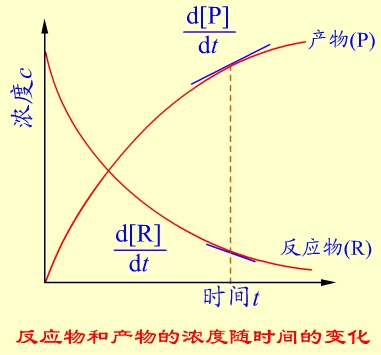 d[P]
dt
产物(P)
浓度c
d[R]
dt
反应物(R)
时间t
反应物和产物的浓度随时间的变化